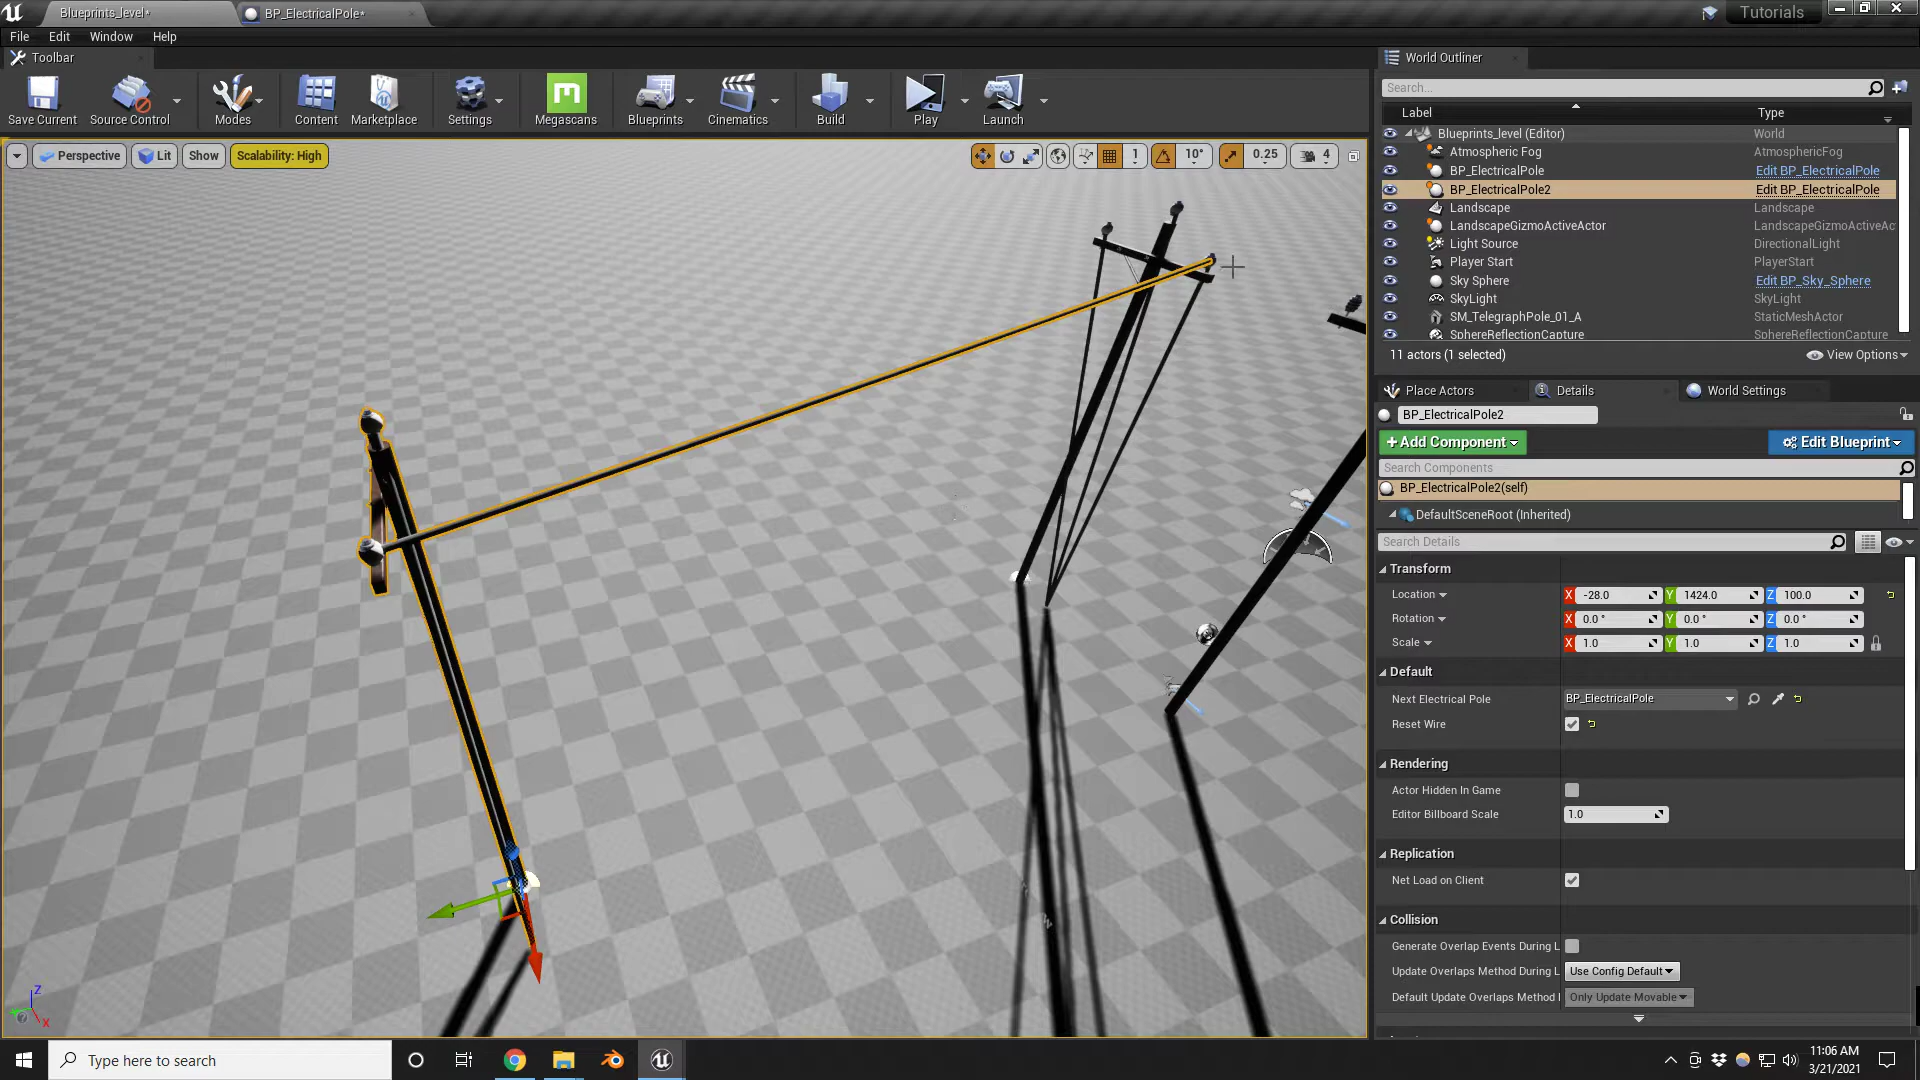 Blueprints_level*
BP_ElectricalPole*
Tutorials
File
Edit
Window
Help
Toolbar
World Outliner
Save Current
Source Control
Modes
Content
Marketplace
Settings
Megascans
Blueprints
Cinematics
Build
Play
Launch
Search...
Label
Type
Blueprints_level (Editor)
World
Atmospheric Fog
AtmosphericFog
BP_ElectricalPole
Edit BP_ElectricalPole
BP_ElectricalPole2
Edit BP_ElectricalPole
Landscape
Landscape
LandscapeGizmoActiveActor
LandscapeGizmoActiveAc
Light Source
DirectionalLight
Player Start
PlayerStart
Sky Sphere
Edit BP_Sky_Sphere
SkyLight
SkyLight
SM_TelegraphPole_01_A
StaticMeshActor
SphereReflectionCapture
SphereReflectionCapture
11 actors (1 selected)
View Options
Perspective
Lit
Show
Scalability: High
1
10°
0.25
4
Place Actors
Details
World Settings
BP_ElectricalPole2
+Add Component
Edit Blueprint
Search Components
BP_ElectricalPole2(self)
DefaultSceneRoot (Inherited)
Search Details
Transform
Location
X -28.0
Y 1424.0
Z 100.0
Rotation
X 0.0 °
Y 0.0 °
Z 0.0 °
Scale
X 1.0
Y 1.0
Z 1.0
Default
Next Electrical Pole
BP_ElectricalPole
Reset Wire
Rendering
Actor Hidden In Game
Editor Billboard Scale
1.0
Replication
Net Load on Client
Collision
Generate Overlap Events During L
Update Overlaps Method During L
Use Config Default
Default Update Overlaps Method
Only Update Movable
Z
X
Type here to search
11:06 AM
3/21/2021